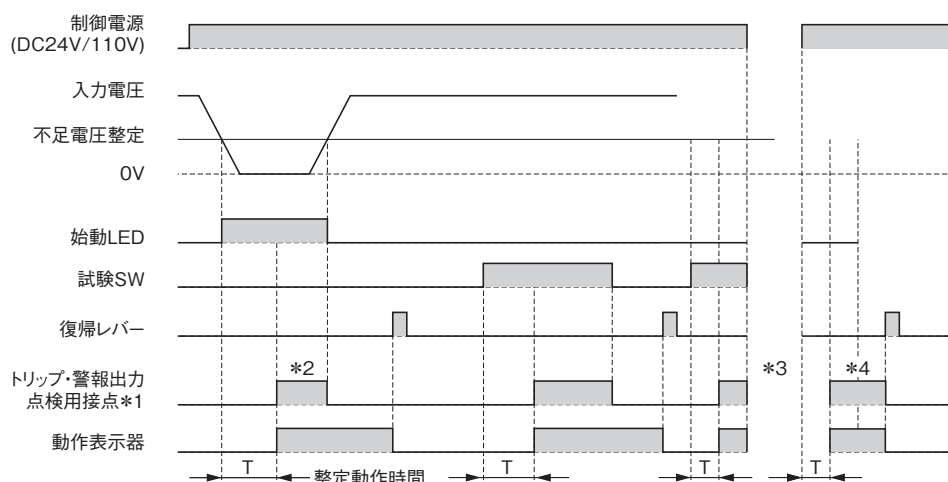 制御電源
(DC24V/110V)
入力電圧
不足電圧整定
0V
始動LED
試験SW
復帰レバー
トリップ・警報出力
点検用接点*1
*2
*3
*4
動作表示器
T
整定動作時間
T
T
T